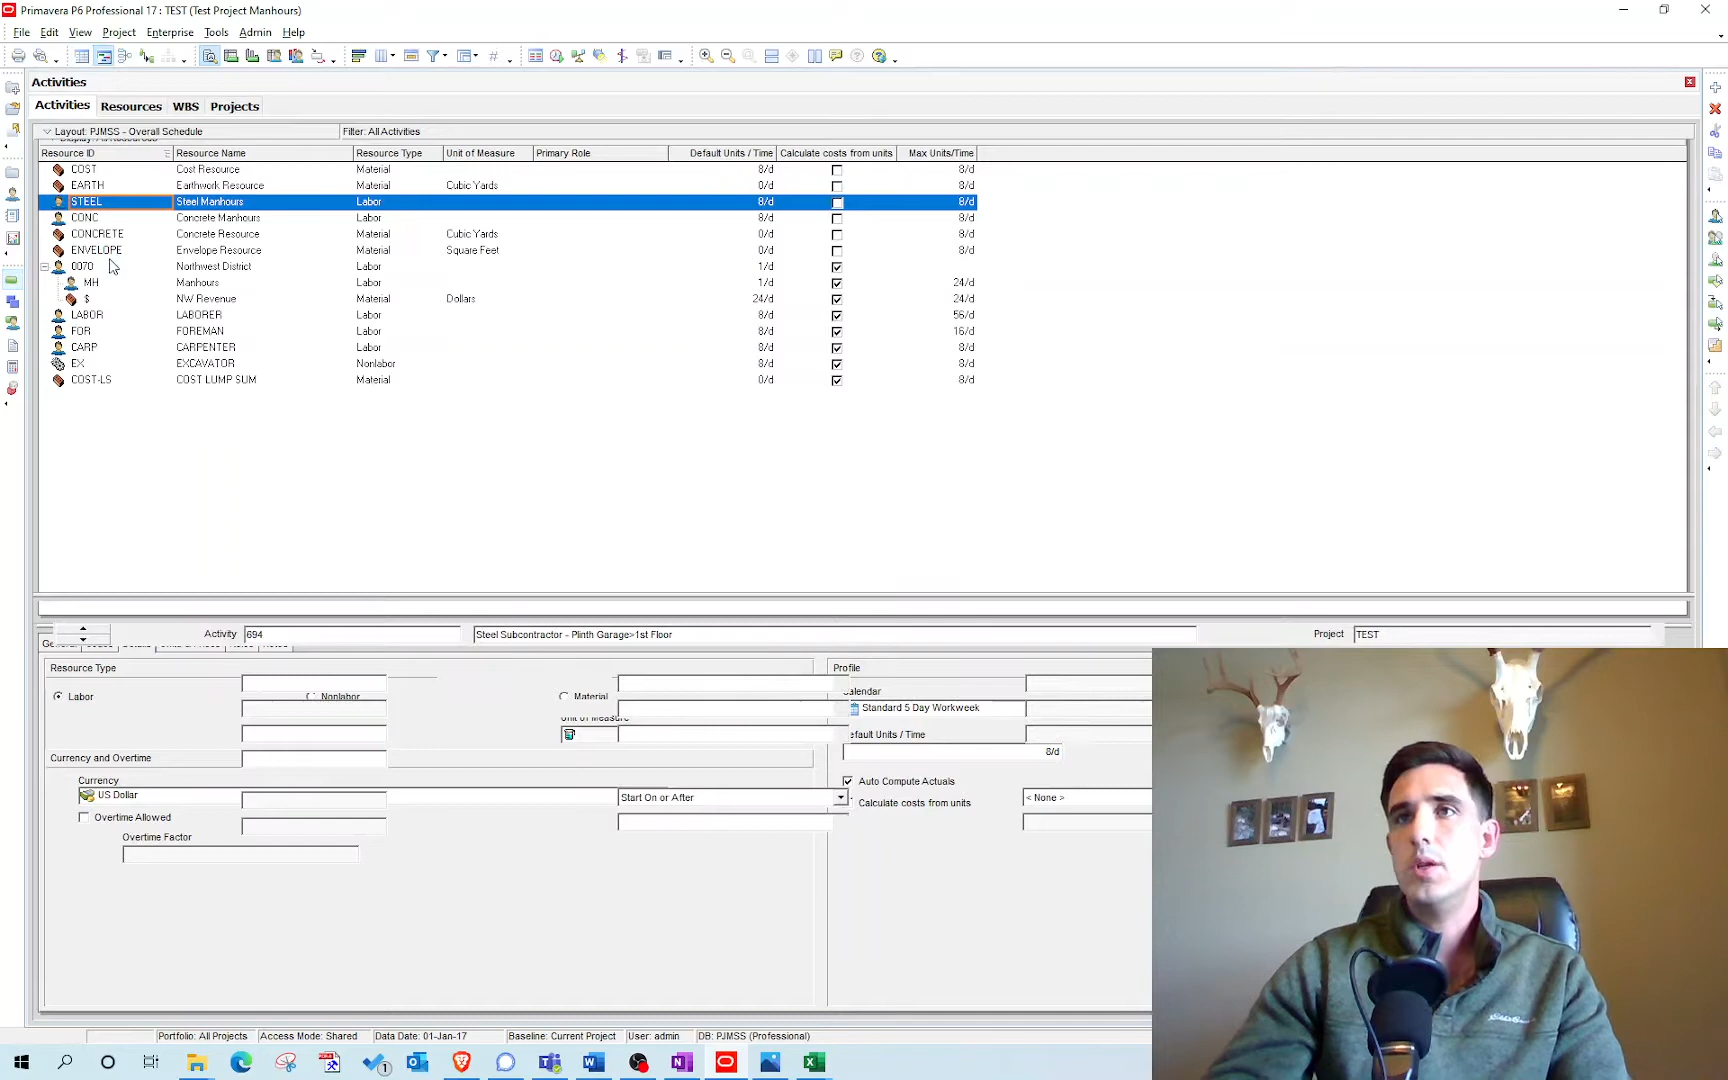 Primavera P6 Professional 17 : TEST (Test Project Manhours)
File Edit View Project Enterprise Tools Admin Help
Activities
Activities Resources WBS Projects
Layout: PJMSS - Overall Schedule Filter: All Activities
Display: All Resources
Resource ID Resource Name Resource Type Unit of Measure Primary Role Default Units / Time Calculate costs from units Max Units/Time
COST Cost Resource Material 8/d 8/d
EARTH Earthwork Resource Material Cubic Yards 0/d 8/d
STEEL Steel Manhours Labor 8/d 8/d
CONC Concrete Manhours Labor 8/d 8/d
CONCRETE Concrete Resource Material Cubic Yards 0/d 8/d
ENVELOPE Envelope Resource Material Square Feet 0/d 8/d
0070 Northwest District Labor 1/d
MH Manhours Labor 1/d 24/d
$ NW Revenue Material Dollars 24/d 24/d
LABOR LABORER Labor 8/d 56/d
FOR FOREMAN Labor 8/d 16/d
CARP CARPENTER Labor 8/d 8/d
EX EXCAVATOR Nonlabor 8/d 8/d
COST-LS COST LUMP SUM Material 0/d 8/d
Activity 694 Steel Subcontractor - Plinth Garage>1st Floor Project TEST
Resource Type Profile
Labor Nonlabor Material
Calendar
Standard 5 Day Workweek
Unit of Measure
efault Units / Time
8/d
Currency and Overtime
Currency
US Dollar
Auto Compute Actuals
Start On or After
Calculate costs from units
< None >
Overtime Allowed
Overtime Factor
Portfolio: All Projects Access Mode: Shared Data Date: 01-Jan-17 Baseline: Current Project User: admin DB: PJMSS (Professional)